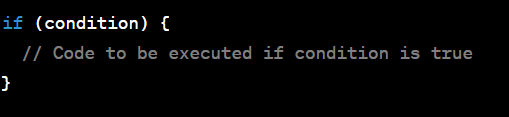 if (condition) {
  // Code to be executed if condition is true
}